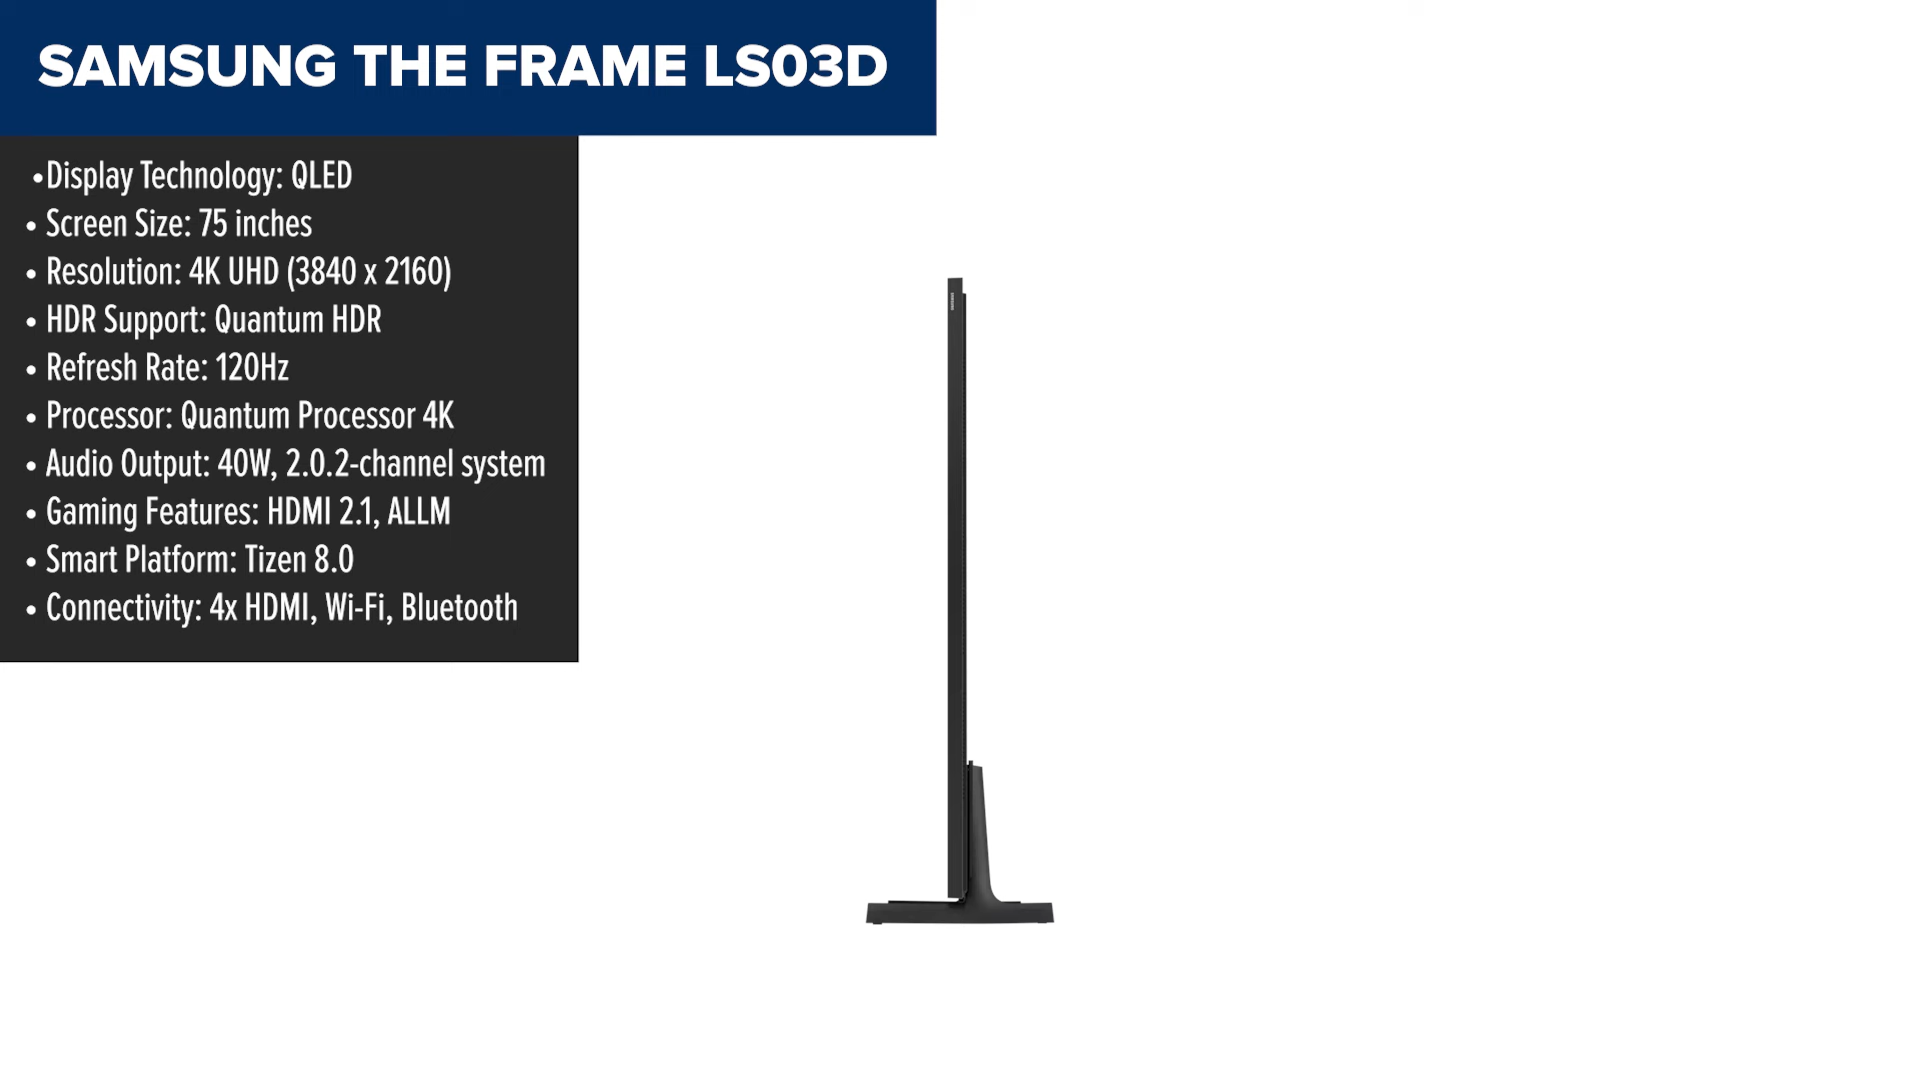 SAMSUNG THE FRAME LS03D
•Display Technology: QLED
• Screen Size: 75 inches
• Resolution: 4K UHD (3840 x 2160)
• HDR Support: Quantum HDR
• Refresh Rate: 120Hz
• Processor: Quantum Processor 4K
• Audio Output: 40W, 2.0.2-channel system
• Gaming Features: HDMI 2.1, ALLM
• Smart Platform: Tizen 8.0
• Connectivity: 4x HDMI, Wi-Fi, Bluetooth